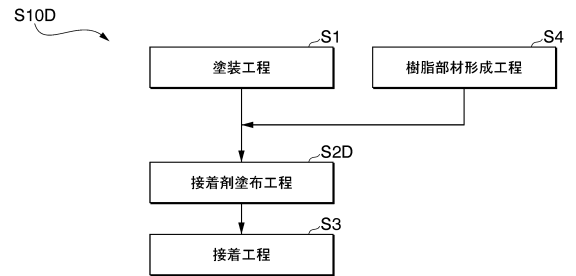 S10D
S1
塗装工程
S4
樹脂部材形成工程
S2D
接着剤塗布工程
S3
接着工程